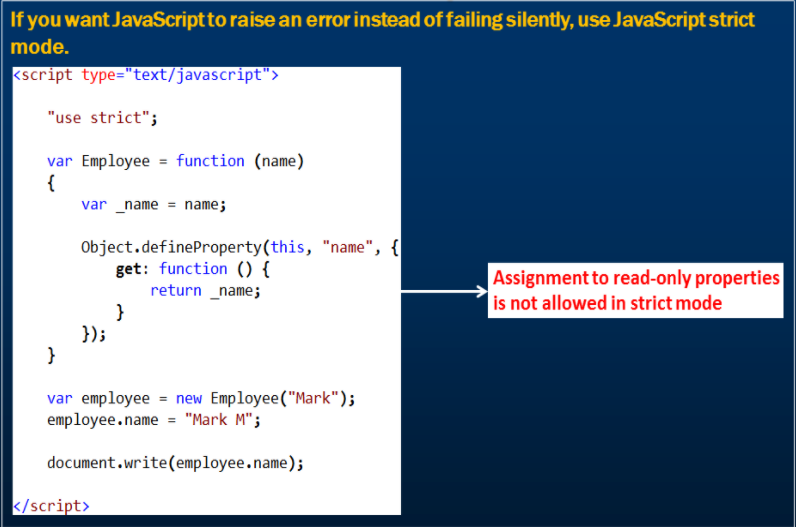 If you want JavaScript to raise an error instead of failing silently, use JavaScript strict
mode.
<script type="text/javascript">
"use strict";
var Employee = function (name)
{
var _name = name;
Object.defineProperty(this, "name", {
get: function () {
return _name;
}
});
}
var employee = new Employee("Mark");
employee.name = "Mark M";
document.write(employee.name);
</script>
Assignment to read-only properties
is not allowed in strict mode